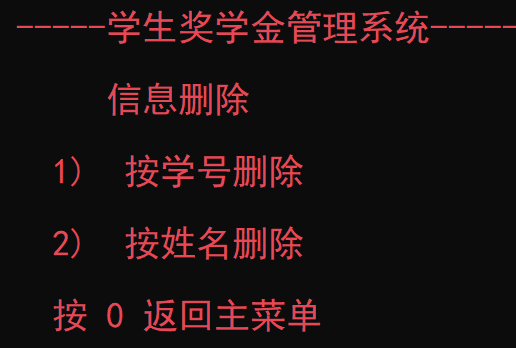 -----学生奖学金管理系统-----
信息删除
1) 按学号删除
2) 按姓名删除
按 0 返回主菜单